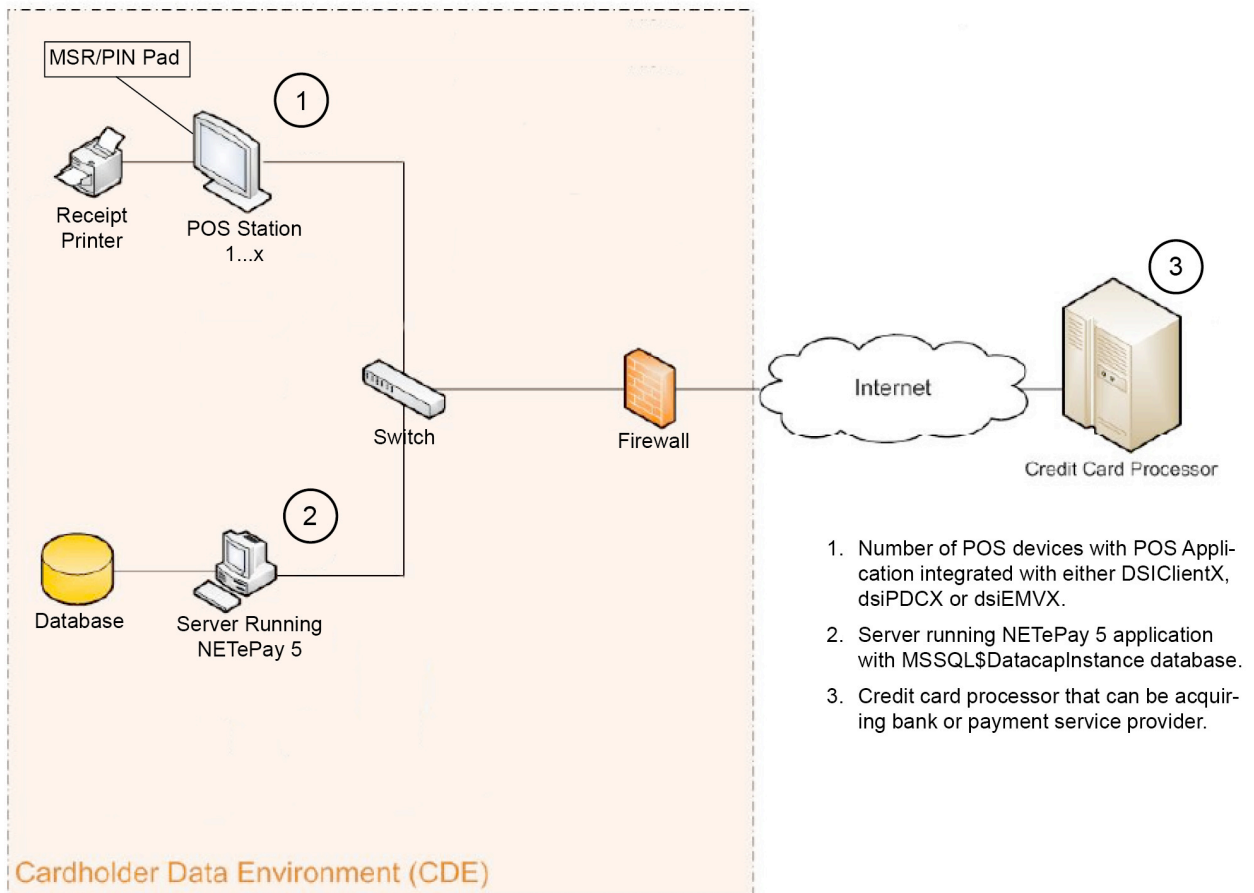 MSR/PIN Pad
1
Receipt
Printer
POS Station
1...x
3
Internet
Switch
Firewall
Credit Card Processor
2
Database
Server Running
NETePay 5
1. Number of POS devices with POS Appli-
cation integrated with either DSIClientX,
dsiPDCX or dsiEMVX.
2. Server running NETePay 5 application
with MSSQL$DatacapInstance database.
3. Credit card processor that can be acquir-
ing bank or payment service provider.
Cardholder Data Environment (CDE)